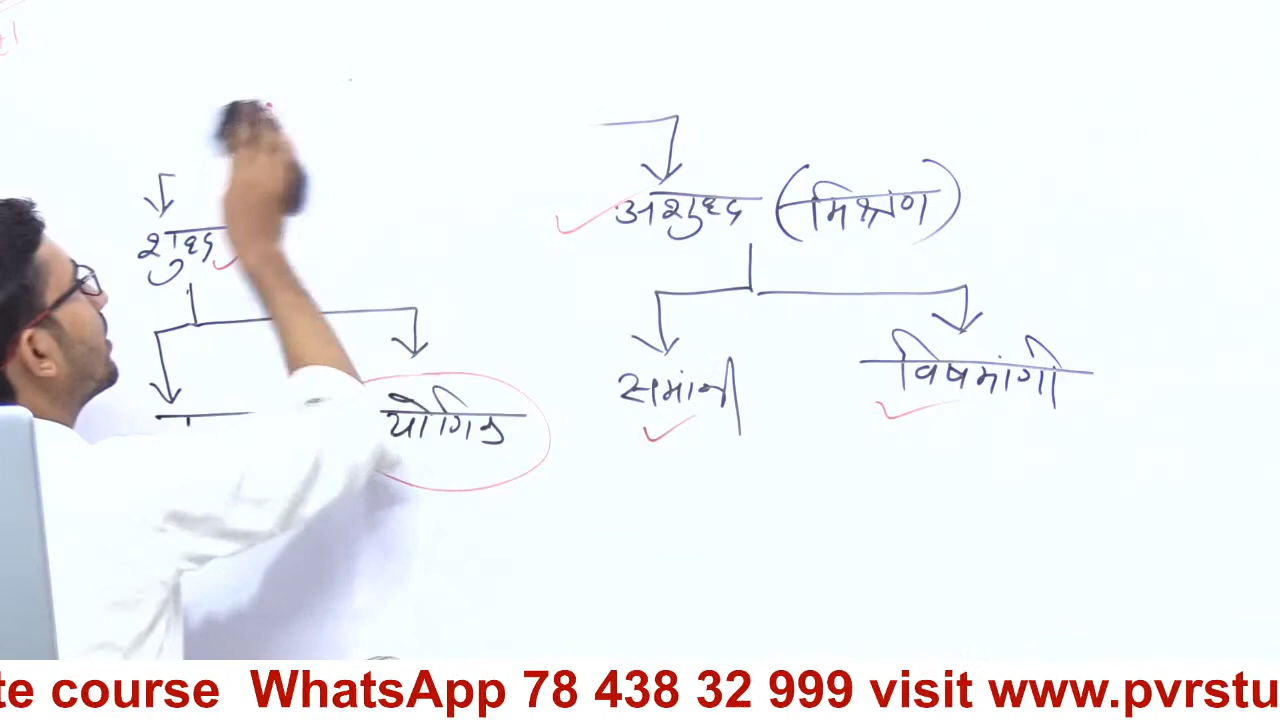 शुध्द
अशुध्द (मिश्रण)
यौगिक
समांगी
विषमांगी
te course WhatsApp 78 438 32 999 visit www.pvrstu